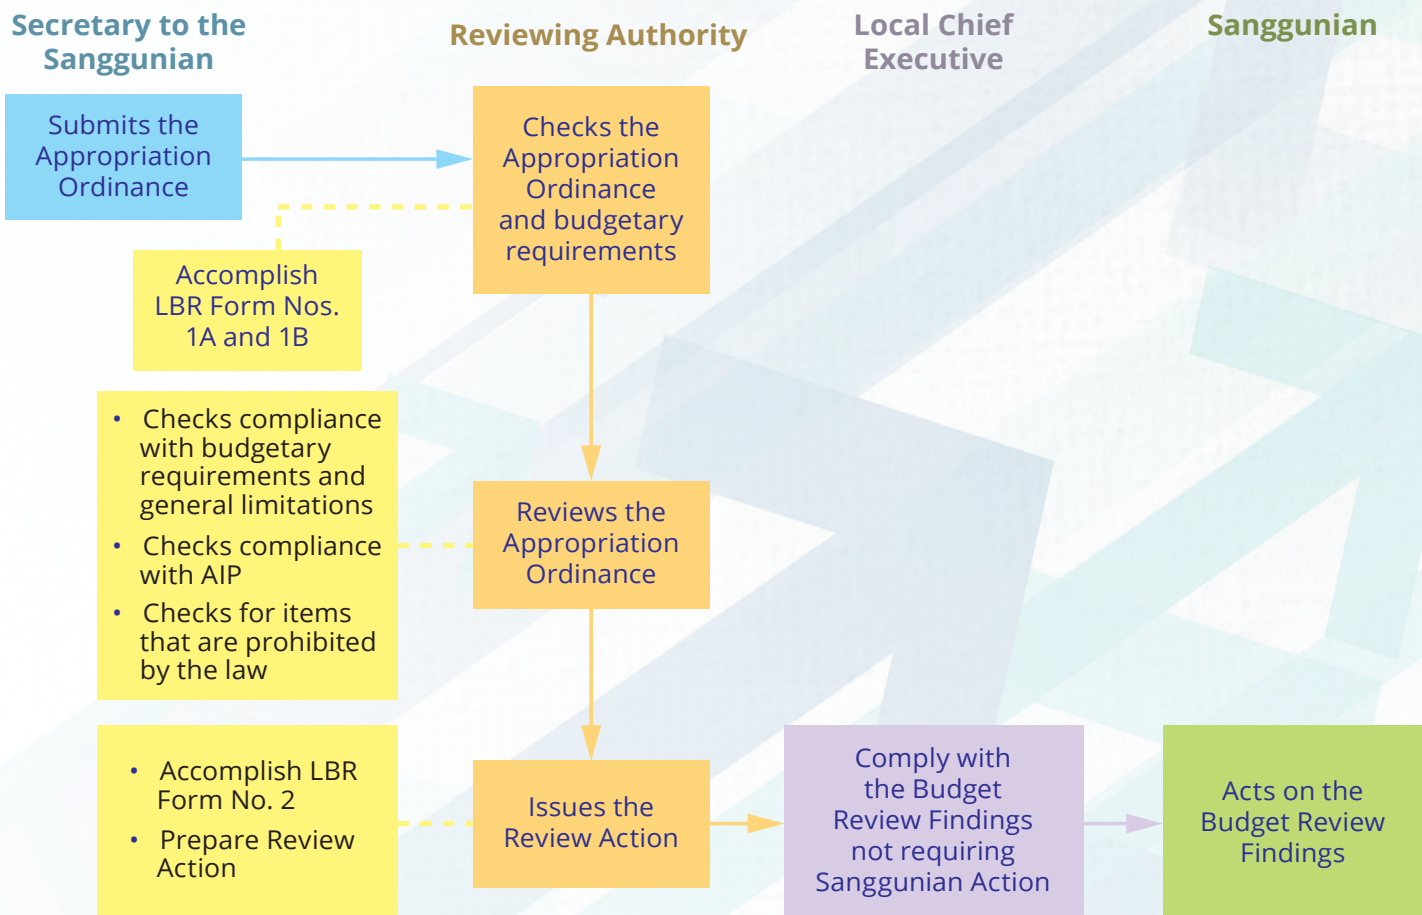 Secretary to the
Sanggunian
Reviewing Authority
Local Chief
Executive
Sanggunian
Submits the
Appropriation
Ordinance
Checks the
Appropriation
Ordinance
and budgetary
requirements
Accomplish
LBR Form Nos.
1A and 1B
• Checks compliance
with budgetary
requirements and
general limitations
• Checks compliance
with AIP
• Checks for items
that are prohibited
by the law
Reviews the
Appropriation
Ordinance
• Accomplish LBR
Form No. 2
• Prepare Review
Action
Issues the
Review Action
Comply with
the Budget
Review Findings
not requiring
Sanggunian Action
Acts on the
Budget Review
Findings